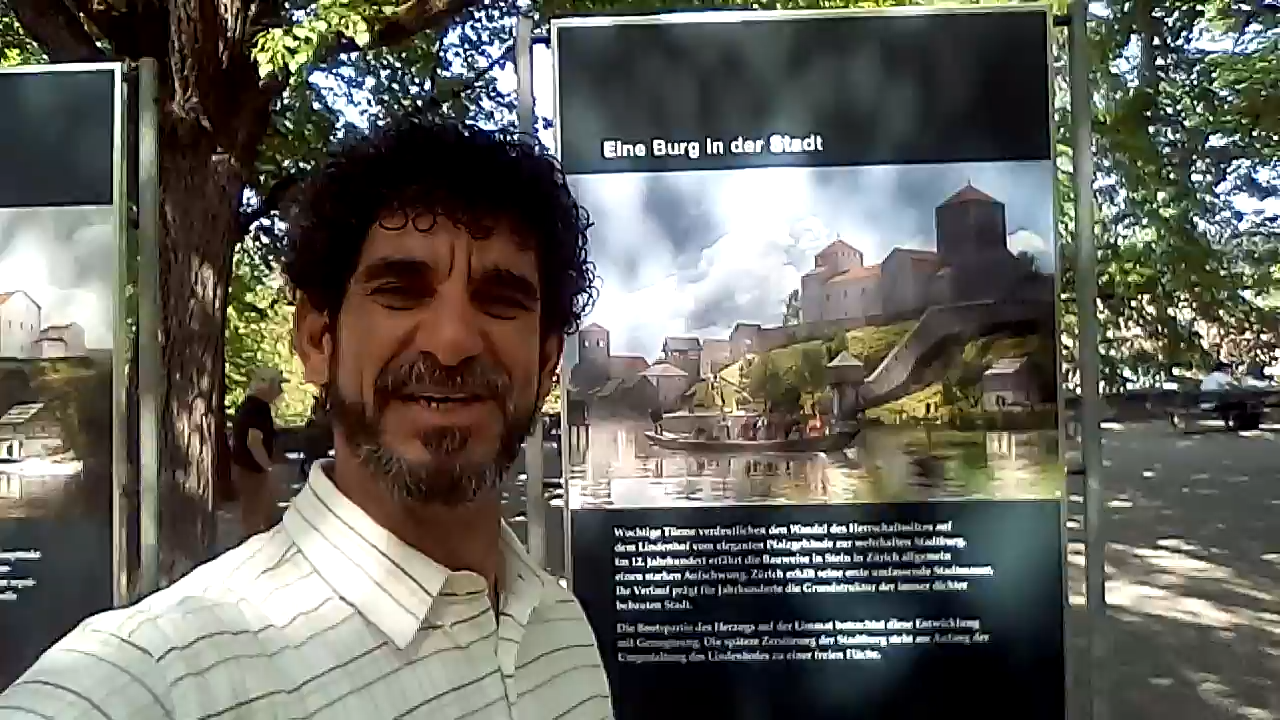 Eine Burg in der Stadt
Wuchtige Türme verdeutlichen den Wandel des Herrschaftssitzes auf
dem Lindenhof vom eleganten Pfalzgebäude zur wehrhaften Stadtburg.
Im 12. Jahrhundert erfährt die Bauweise in Stein in Zürich allgemein
einen starken Aufschwung. Zürich erhält seine erste umfassende Stadtmauer.
Ihr Verlauf prägt für Jahrhunderte die Grundstruktur der immer dichter
bebauten Stadt.
Die Bootspartie des Herzogs auf der Limmat betrachtet diese Entwicklung
mit Genugtuung. Die spätere Zerstörung der Stadtburg steht am Anfang der
Umgestaltung des Lindenhofes zu einer freien Fläche.